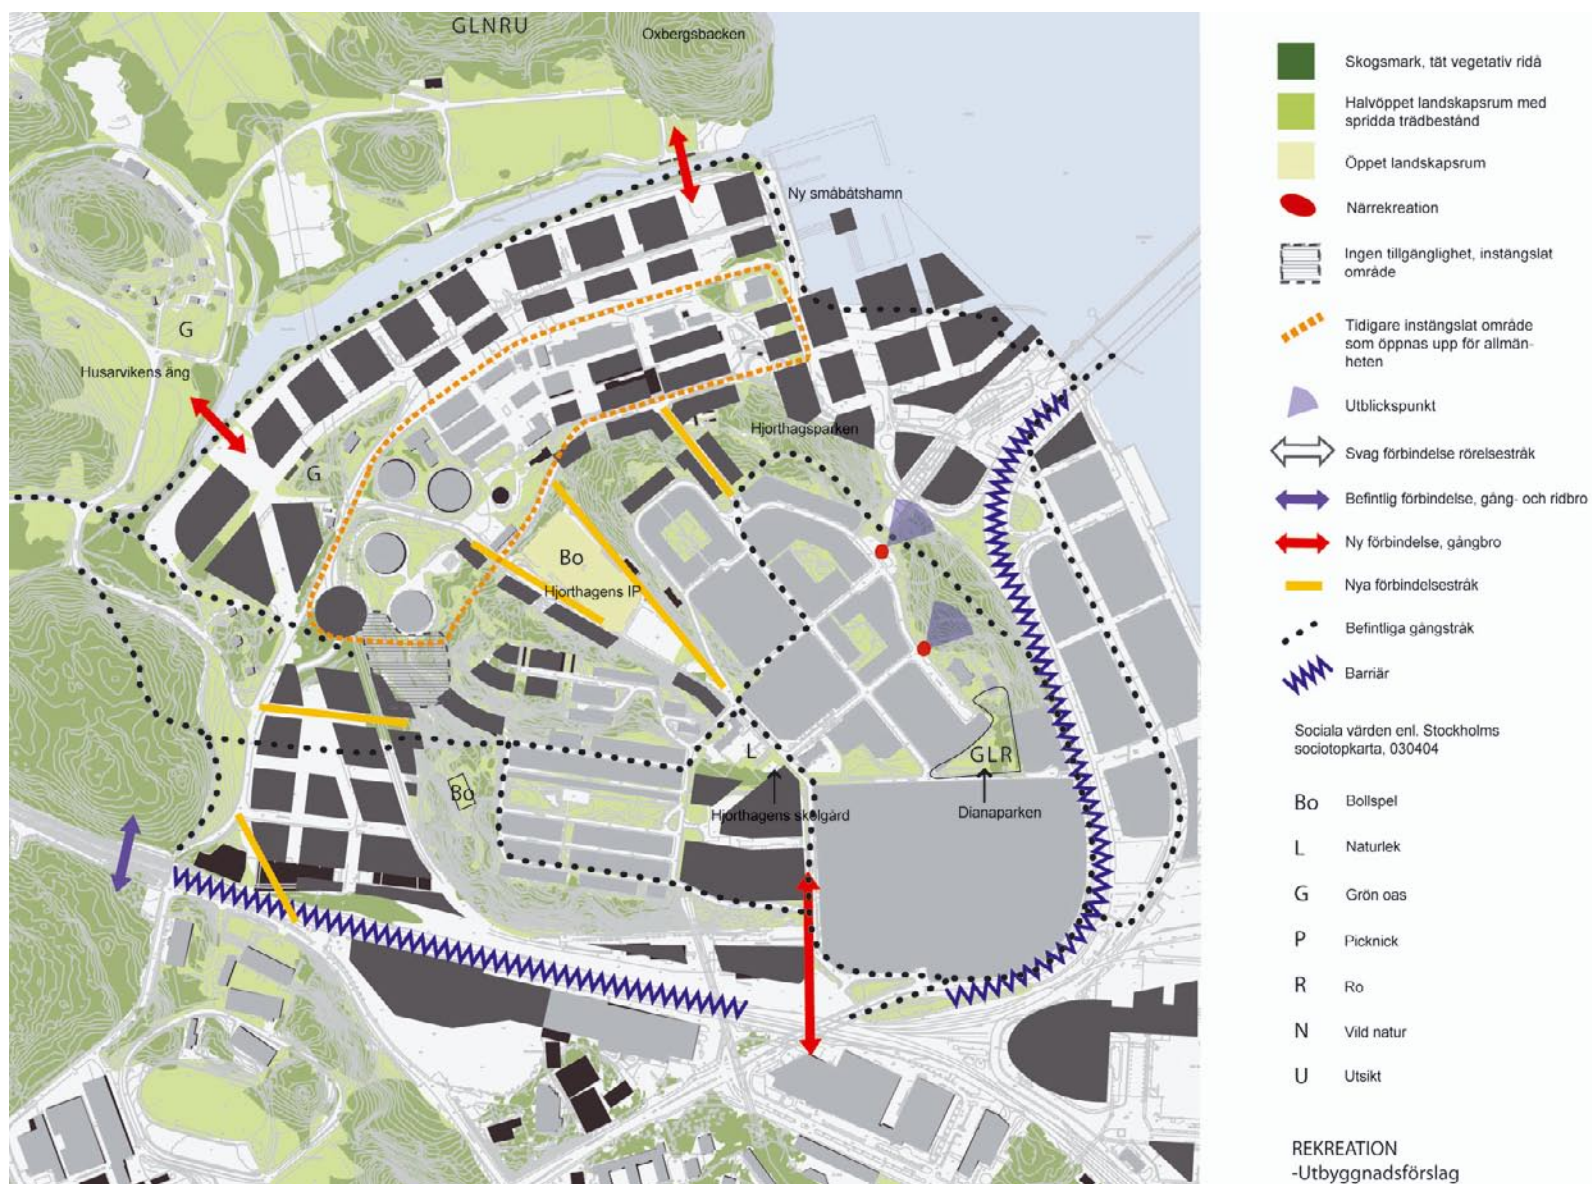 GLNRU
Oxbergsbacken
Ny småbåtshamn
G
Husarvikens äng
Hjorthagsparken
G
Bo
Hjorthagens IP
L
GLR
Bo
Hjorthagens skolgård
Dianaparken
Skogsmark, tät vegetativ ridå
Halvöppet landskapsrum med
spridda trädbestånd
Öppet landskapsrum
Närrekreation
Ingen tillgänglighet, instängslat
område
Tidigare instängslat område
som öppnas upp för allmän-
heten
Utblickspunkt
Svag förbindelse rörelsestråk
Befintlig förbindelse, gång- och ridbro
Ny förbindelse, gångbro
Nya förbindelsestråk
Befintliga gångstråk
Barriär
Sociala värden enl. Stockholms
sociotopkarta, 030404
Bo Bollspel
L Naturlek
G Grön oas
P Picknick
R Ro
N Vild natur
U Utsikt
REKREATION
-Utbyggnadsförslag